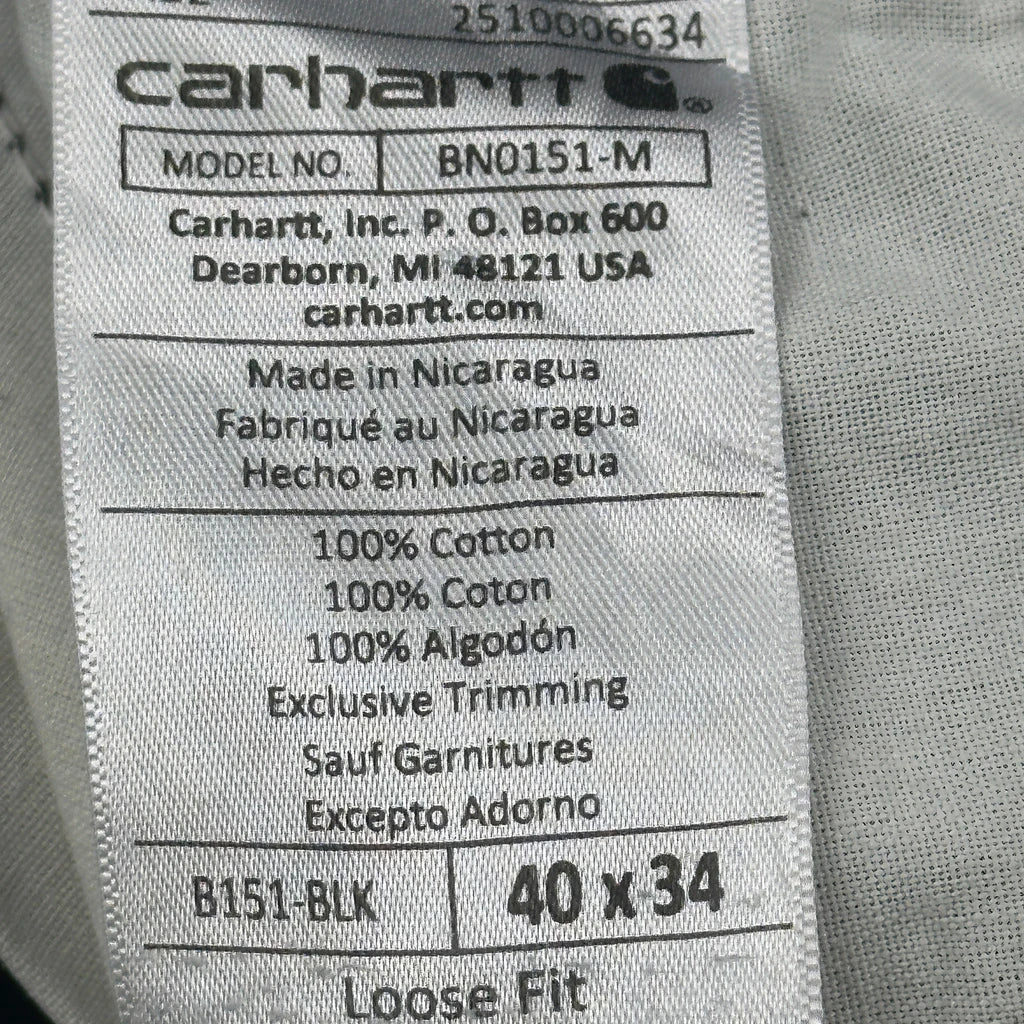 2510006634
carhartt
MODEL NO. BN0151-M
Carhartt, Inc. P. O. Box 600
Dearborn, MI 48121 USA
carhartt.com
Made in Nicaragua
Fabriqué au Nicaragua
Hecho en Nicaragua
100% Cotton
100% Coton
100% Algodón
Exclusive Trimming
Sauf Garnitures
Excepto Adorno
B151-BLK 40 x 34
Loose Fit